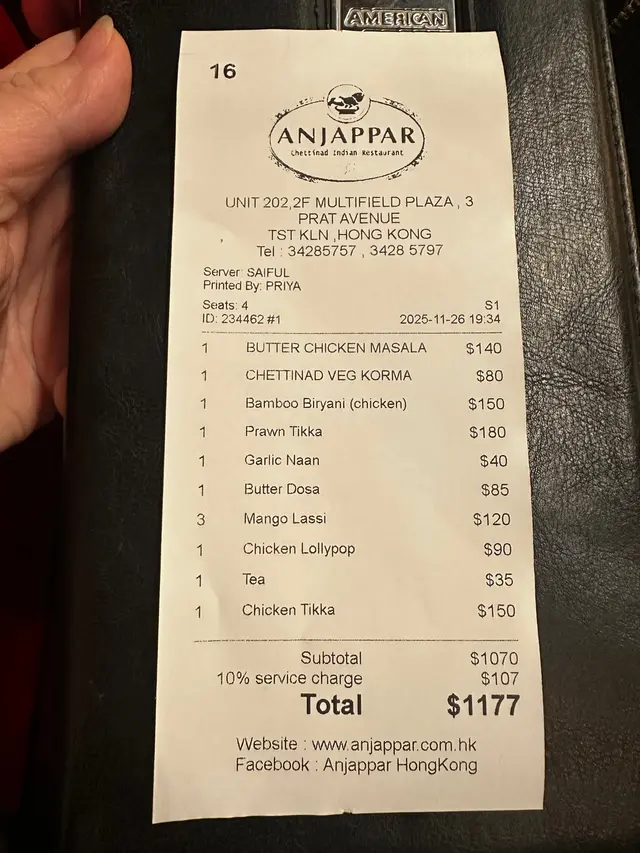 AMERICAN
16
ANJAPPAR
Chettinad Indian Restaurant
UNIT 202,2F MULTIFIELD PLAZA , 3
PRAT AVENUE
TST KLN ,HONG KONG
Tel : 34285757 , 3428 5797
Server: SAIFUL
Printed By: PRIYA
Seats: 4 S1
ID: 234462 #1 2025-11-26 19:34
1 BUTTER CHICKEN MASALA $140
1 CHETTINAD VEG KORMA $80
1 Bamboo Biryani (chicken) $150
1 Prawn Tikka $180
1 Garlic Naan $40
1 Butter Dosa $85
3 Mango Lassi $120
1 Chicken Lollypop $90
1 Tea $35
1 Chicken Tikka $150
Subtotal $1070
10% service charge $107
Total $1177
Website : www.anjappar.com.hk
Facebook : Anjappar HongKong